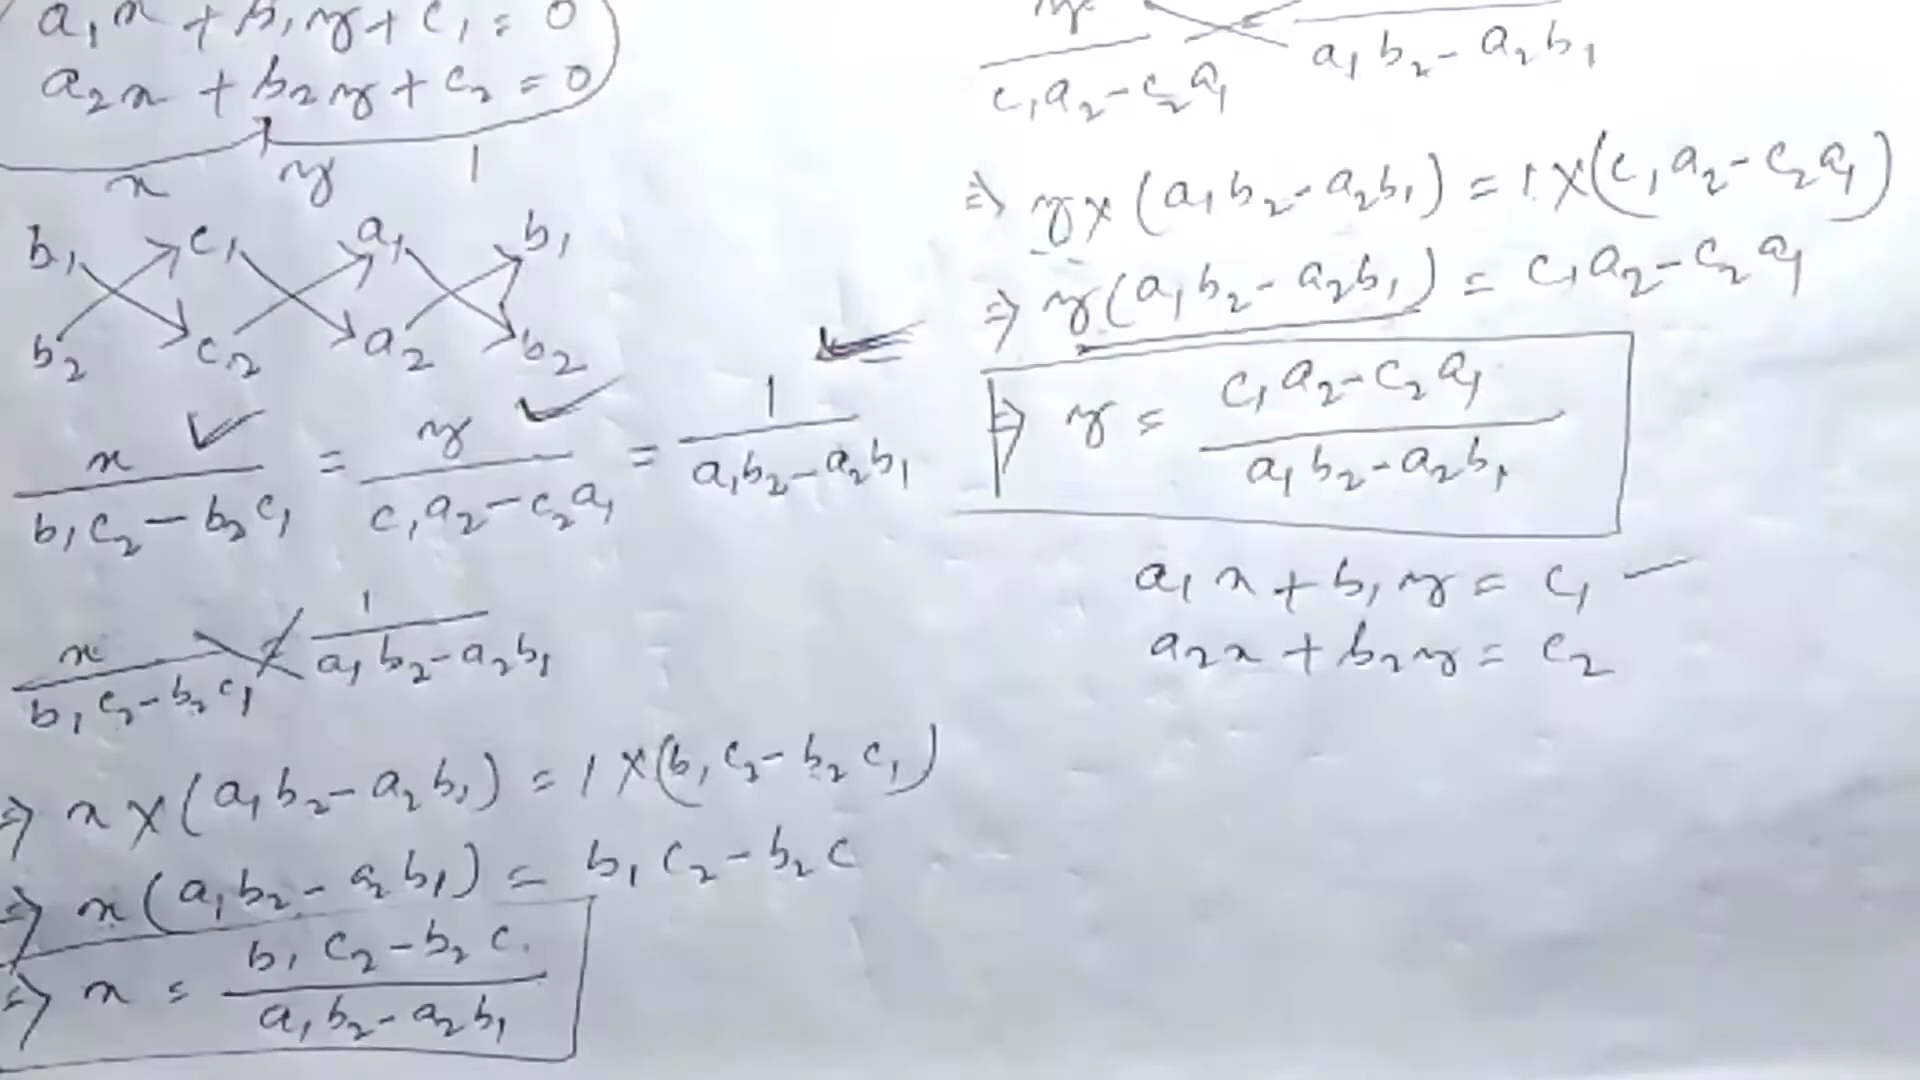 a₁x + b₁y + c₁ = 0
a₂x + b₂y + c₂ = 0
x y 1
b₁ c₁ a₁ b₁
b₂ c₂ a₂ b₂
x/(b₁c₂ - b₂c₁) = y/(c₁a₂ - c₂a₁) = 1/(a₁b₂ - a₂b₁)
x/(b₁c₂ - b₂c₁) = 1/(a₁b₂ - a₂b₁)
⇒ x × (a₁b₂ - a₂b₁) = 1 × (b₁c₂ - b₂c₁)
⇒ x (a₁b₂ - a₂b₁) = b₁c₂ - b₂c
⇒ x = (b₁c₂ - b₂c₁)/(a₁b₂ - a₂b₁)
y/(c₁a₂ - c₂a₁) = /(a₁b₂ - a₂b₁)
⇒ y × (a₁b₂ - a₂b₁) = 1 × (c₁a₂ - c₂a₁)
⇒ y (a₁b₂ - a₂b₁) = c₁a₂ - c₂a₁
⇒ y = (c₁a₂ - c₂a₁)/(a₁b₂ - a₂b₁)
a₁x + b₁y = c₁
a₂x + b₂y = c₂